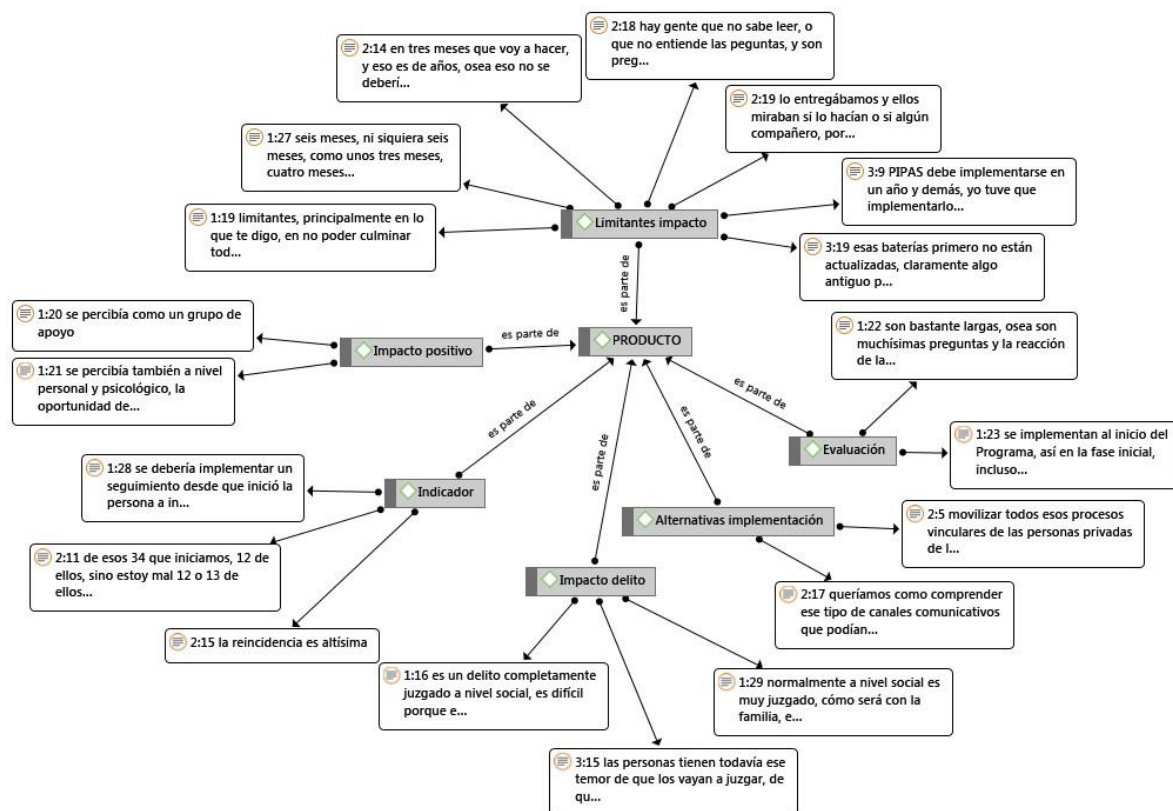 2:18 hay gente que no sabe leer, o
que no entiende las peguntas, y son
preg...
2:14 en tres meses que voy a hacer,
y eso es de años, osea eso no se
deberí...
2:19 lo entregábamos y ellos
miraban si lo hacían o si algún
compañero, por...
1:27 seis meses, ni siquiera seis
meses, como unos tres meses,
cuatro meses...
3:9 PIPAS debe implementarse en
un año y demás, yo tuve que
implementarlo...
1:19 limitantes, principalmente en lo
que te digo, en no poder culminar
tod...
Limitantes impacto
3:19 esas baterías primero no están
actualizadas, claramente algo
antiguo p...
es parte de
1:20 se percibía como un grupo de
apoyo
1:21 se percibía también a nivel
personal y psicológico, la
oportunidad de...
Impacto positivo
es parte de
PRODUCTO
1:22 son bastante largas, osea son
muchísimas preguntas y la reacción
de la...
es parte de
Evaluación
1:23 se implementan al inicio del
Programa, así en la fase inicial,
incluso...
es parte de
es parte de
es parte de
1:28 se debería implementar un
seguimiento desde que inició la
persona a in...
Indicador
2:11 de esos 34 que iniciamos, 12 de
ellos, sino estoy mal 12 o 13 de
ellos...
2:15 la reincidencia es altísima
Alternativas implementación
2:5 movilizar todos esos procesos
vinculares de las personas privadas
de l...
2:17 queríamos como comprender
ese tipo de canales comunicativos
que podían...
Impacto delito
1:16 es un delito completamente
juzgado a nivel social, es difícil
porque e...
1:29 normalmente a nivel social es
muy juzgado, cómo será con la
familia, e...
3:15 las personas tienen todavía ese
temor de que los vayan a juzgar, de
qu...